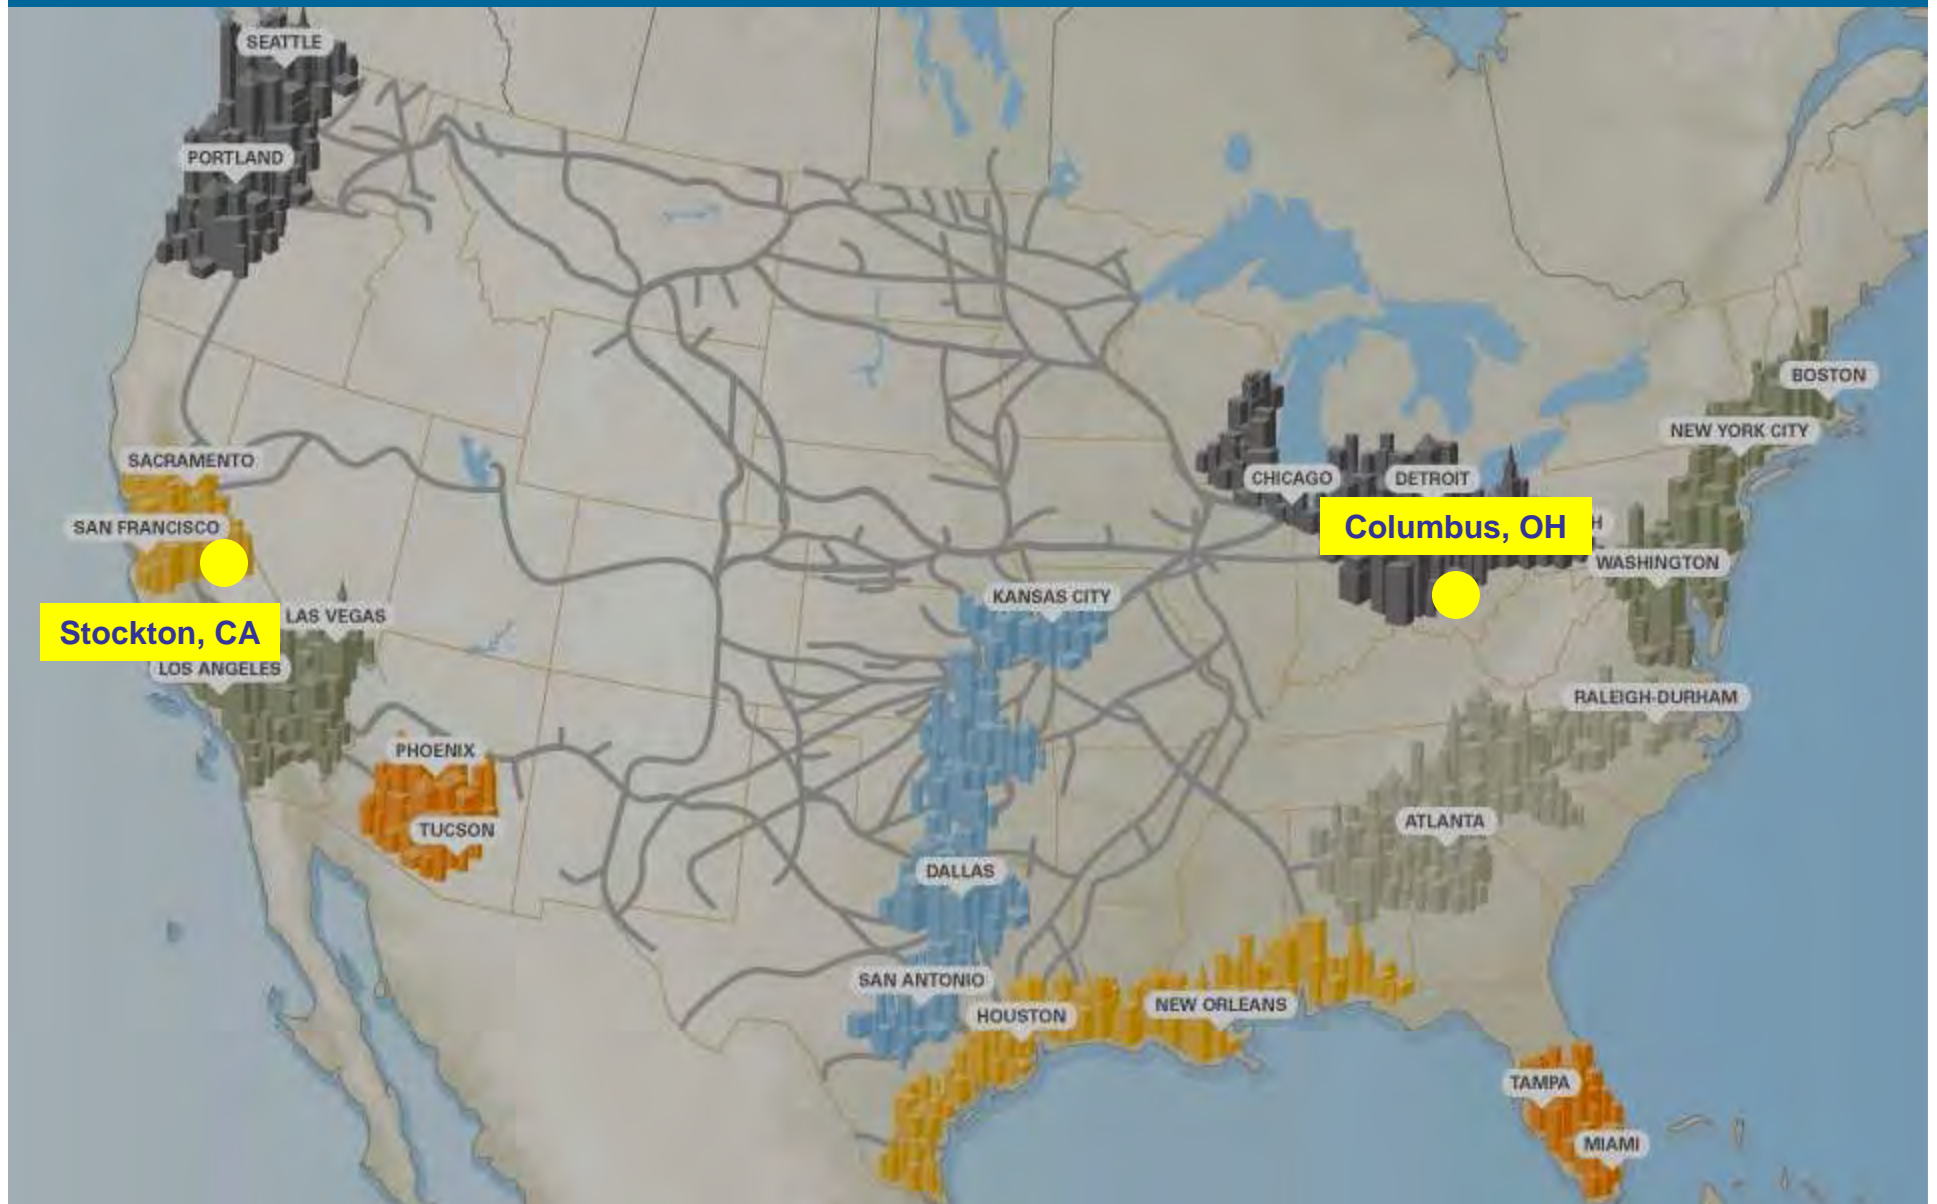 SEATTLE
PORTLAND
BOSTON
NEW YORK CITY
SACRAMENTO
CHICAGO
DETROIT
SAN FRANCISCO
Columbus, OH
H
WASHINGTON
KANSAS CITY
LAS VEGAS
Stockton, CA
LOS ANGELES
RALEIGH-DURHAM
PHOENIX
TUCSON
ATLANTA
DALLAS
SAN ANTONIO
NEW ORLEANS
HOUSTON
TAMPA
MIAMI